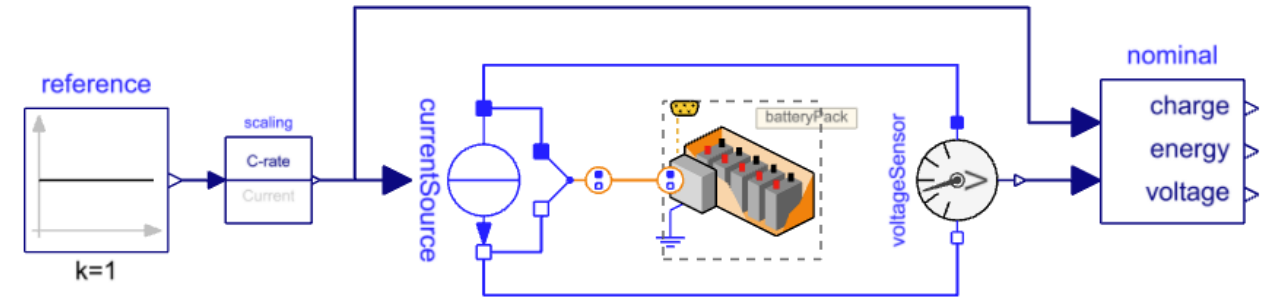 reference
k=1
scaling
C-rate
Current
currentSource
batteryPack
voltageSensor
V
nominal
charge
energy
voltage